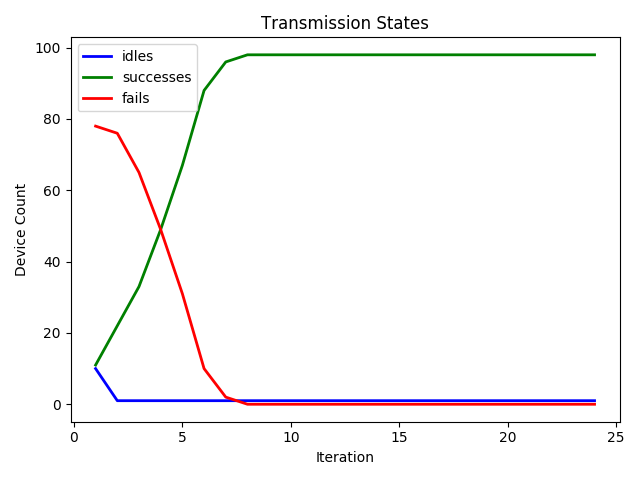 Transmission States
idles
successes
fails
Device Count
100
80
60
40
20
0
0 5 10 15 20 25
Iteration